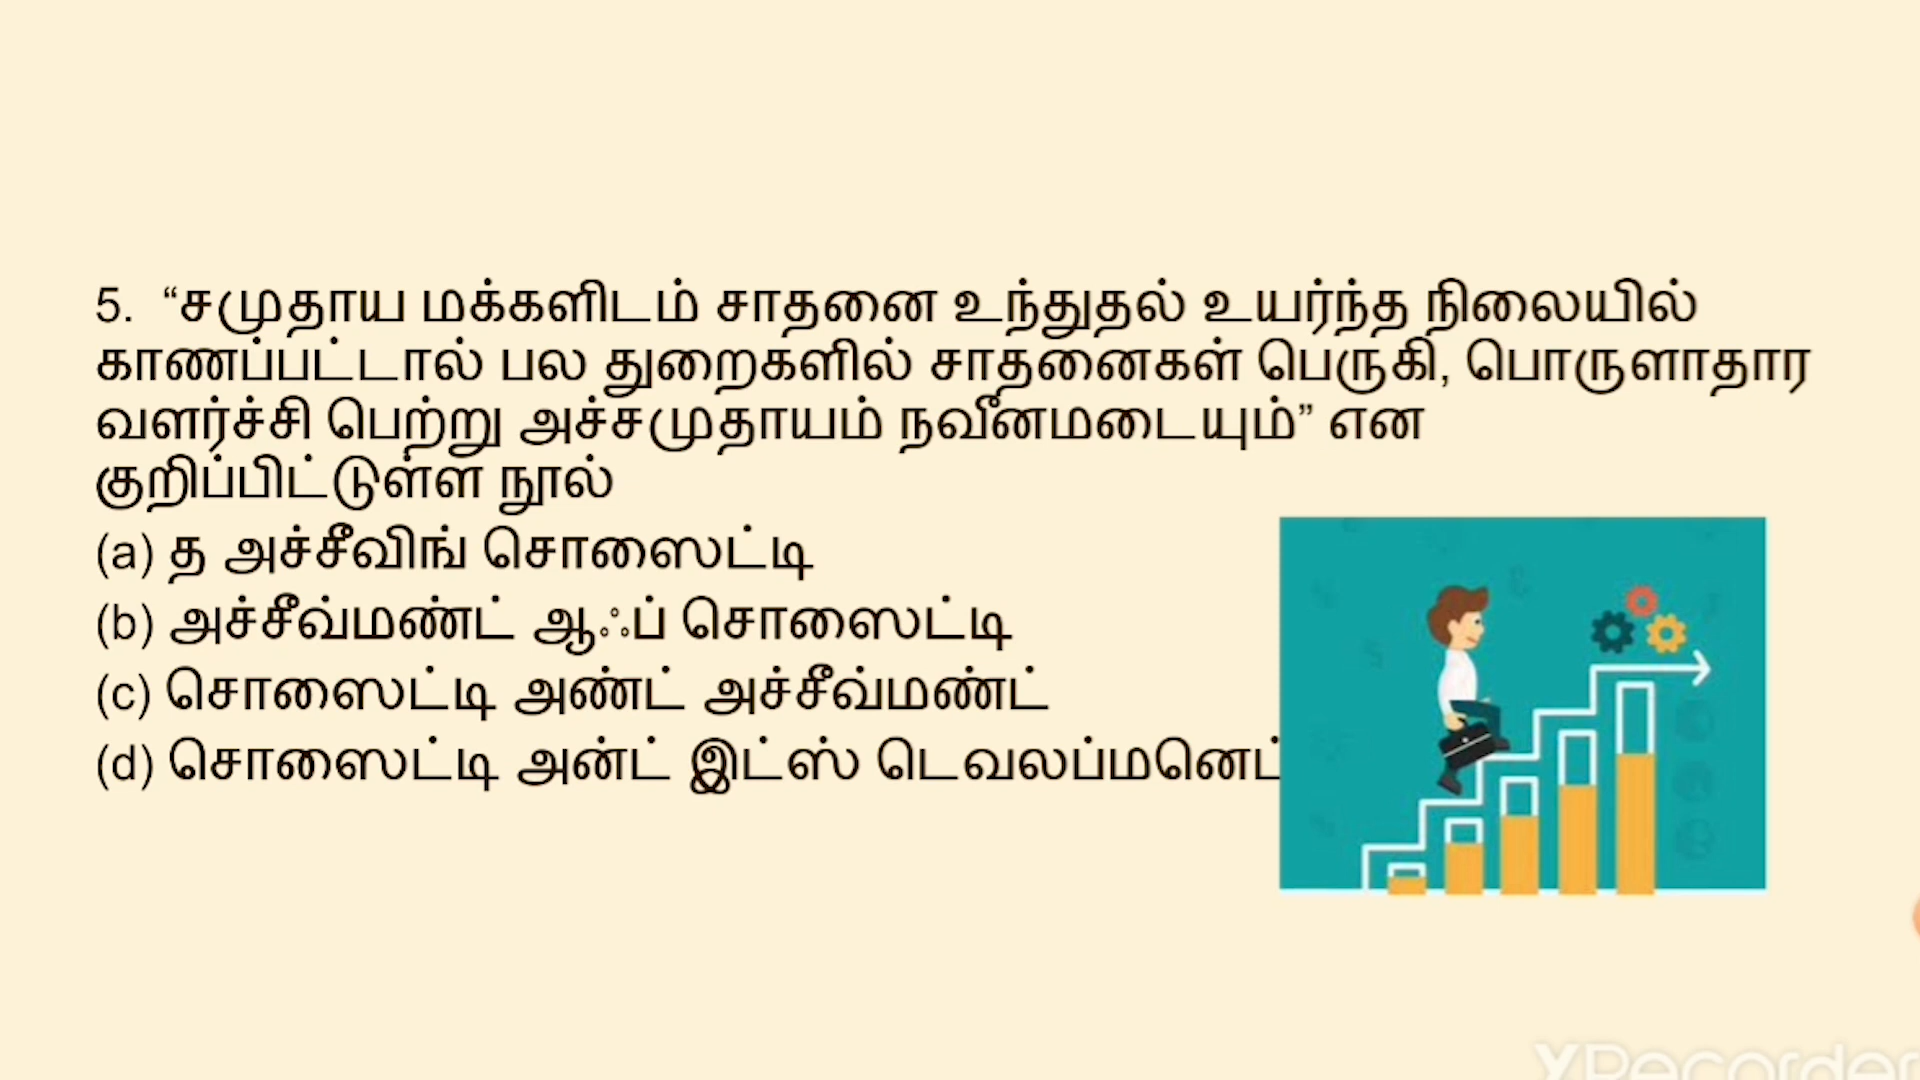 5. “சமுதாய மக்களிடம் சாதனை உந்துதல் உயர்ந்த நிலையில்
காணப்பட்டால் பல துறைகளில் சாதனைகள் பெருகி, பொருளாதார
வளர்ச்சி பெற்று அச்சமுதாயம் நவீனமடையும்” என
குறிப்பிட்டுள்ள நூல்
(a) த அச்சீவிங் சொஸைட்டி
(b) அச்சீவ்மண்ட் ஆஃப் சொஸைட்டி
(c) சொஸைட்டி அண்ட் அச்சீவ்மண்ட்
(d) சொஸைட்டி அன்ட் இட்ஸ் டெவலப்மனெட்
XRecorder